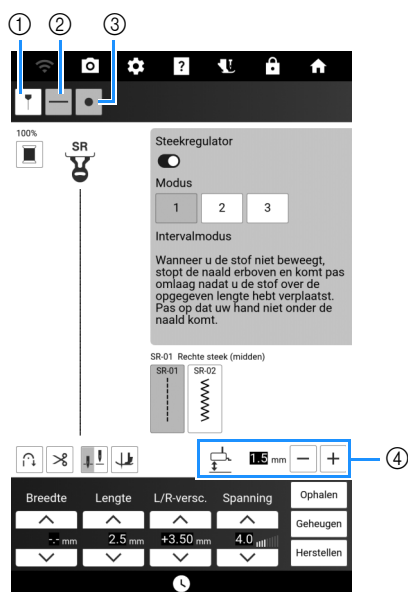 ① ② ③
?
100%
SR
Steekregulator
Modus
1 2 3
Intervalmodus
Wanneer u de stof niet beweegt,
stopt de naald erboven en komt pas
omlaag nadat u de stof over de
opgegeven lengte hebt verplaatst.
Pas op dat uw hand niet onder de
naald komt.
SR-01 Rechte steek (midden)
SR-01 SR-02
1.5 mm − +
④
Breedte Lengte L/R-versc. Spanning
-.- mm 2.5 mm +3.50 mm 4.0
Ophalen
Geheugen
Herstellen